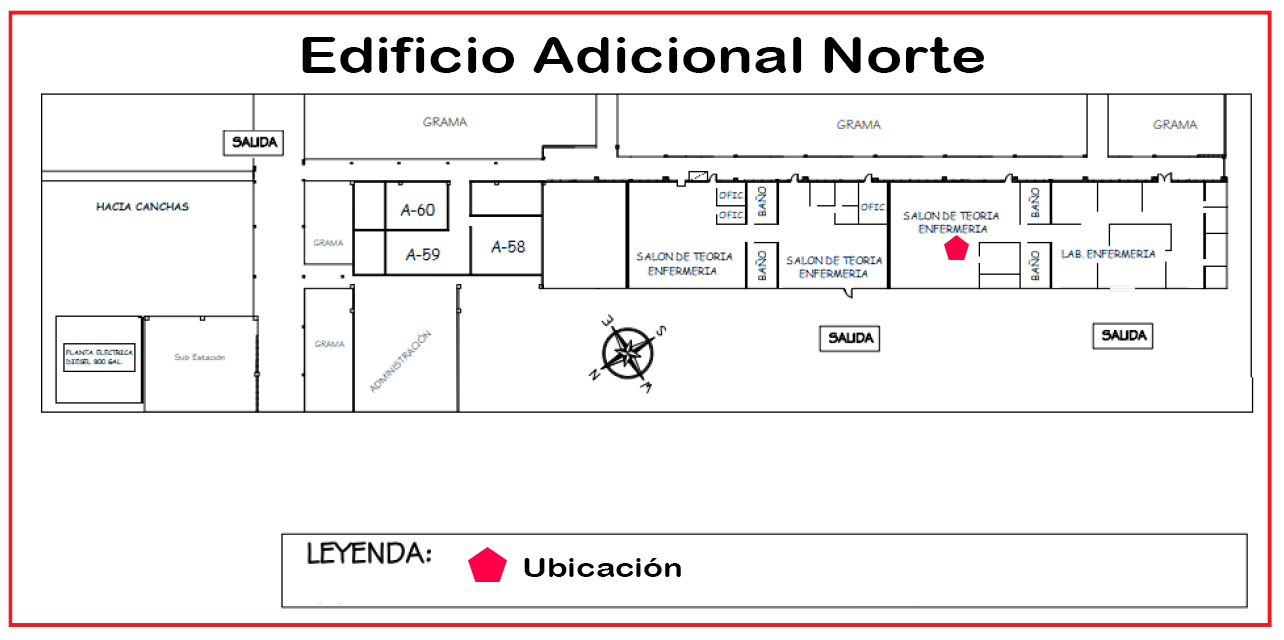 Edificio Adicional Norte
GRAMA
GRAMA
GRAMA
SALIDA
HACIA CANCHAS
A-60
OFIC
OFIC
BAÑO
OFIC
BAÑO
SALON DE TEORIA
ENFERMERIA
GRAMA
A-59
A-58
SALON DE TEORIA
ENFERMERIA
BAÑO
SALON DE TEORIA
ENFERMERIA
BAÑO
LAB. ENFERMERIA
PLANTA ELECTRICA
DIESEL 800 GAL.
Sub Estación
GRAMA
ADMINISTRACIÓN
E
S
N
W
SALIDA
SALIDA
LEYENDA:
Ubicación